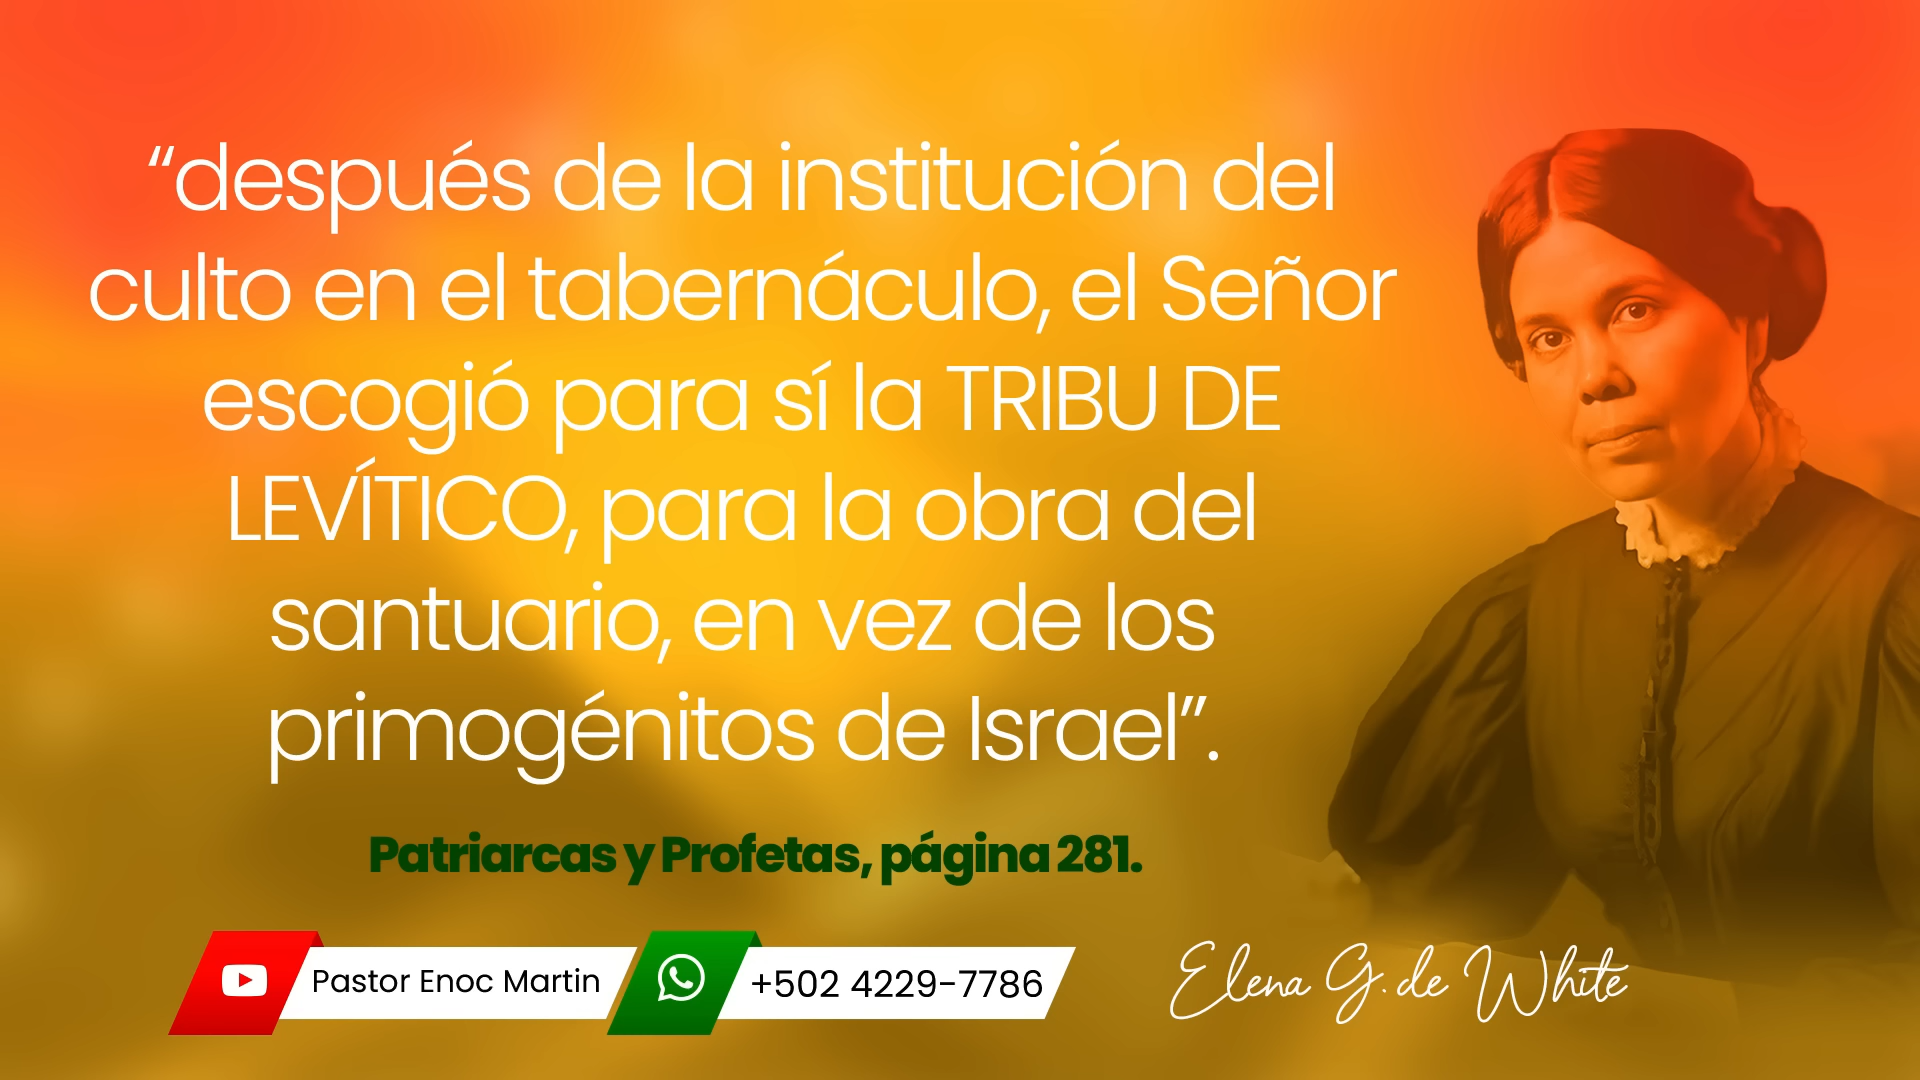 “después de la institución del
culto en el tabernáculo, el Señor
escogió para sí la TRIBU DE
LEVÍTICO, para la obra del
santuario, en vez de los
primogénitos de Israel”.
Patriarcas y Profetas, página 281.
Pastor Enoc Martin
+502 4229-7786
Elena G. de White